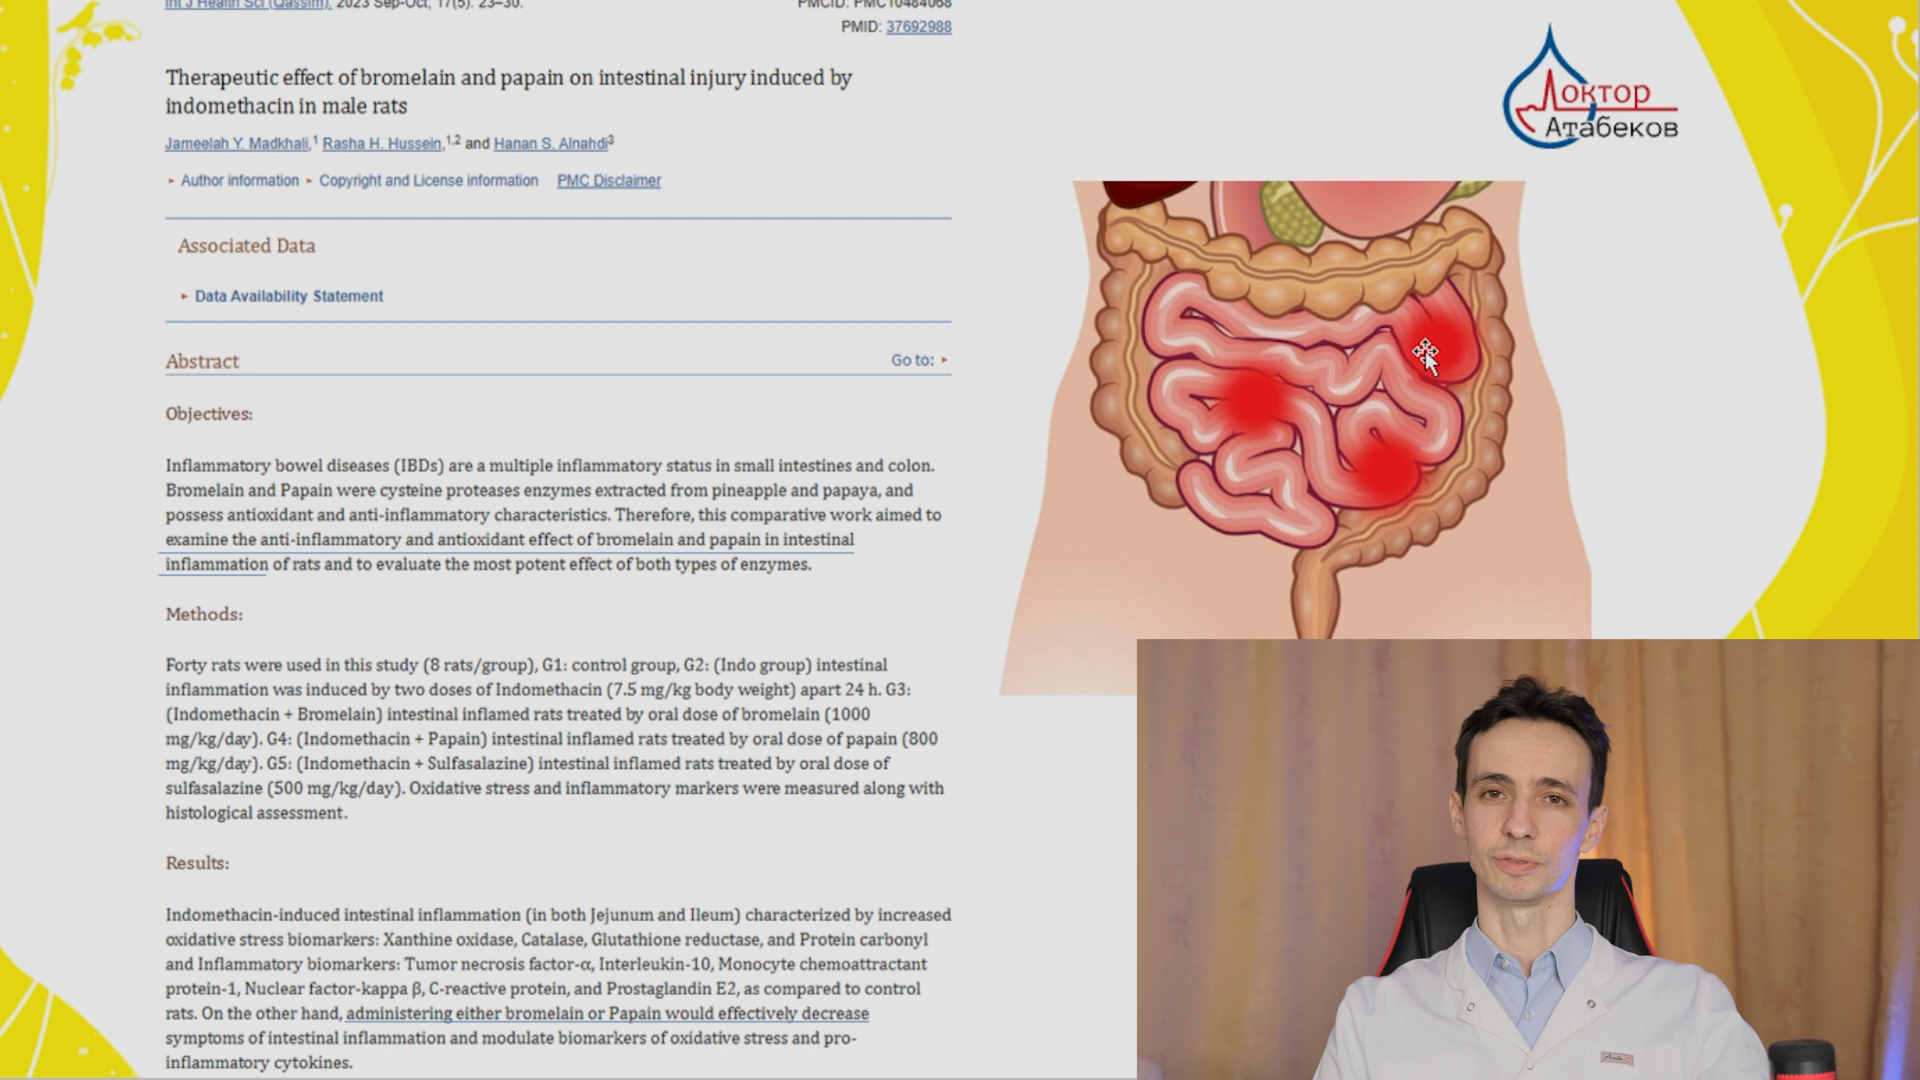 Int J Health Sci (Qassim). 2023 Sep-Oct; 17(5): 23–30.
PMCID: PMC10484068
PMID: 37692988
Therapeutic effect of bromelain and papain on intestinal injury induced by
indomethacin in male rats
Jameelah Y. Madkhali,1 Rasha H. Hussein,1,2 and Hanan S. Alnahdi3
▸ Author information ▸ Copyright and License information PMC Disclaimer
Associated Data
▸ Data Availability Statement
Abstract
Go to: ▸
Objectives:
Inflammatory bowel diseases (IBDs) are a multiple inflammatory status in small intestines and colon.
Bromelain and Papain were cysteine proteases enzymes extracted from pineapple and papaya, and
possess antioxidant and anti-inflammatory characteristics. Therefore, this comparative work aimed to
examine the anti-inflammatory and antioxidant effect of bromelain and papain in intestinal
inflammation of rats and to evaluate the most potent effect of both types of enzymes.
Methods:
Forty rats were used in this study (8 rats/group), G1: control group, G2: (Indo group) intestinal
inflammation was induced by two doses of Indomethacin (7.5 mg/kg body weight) apart 24 h. G3:
(Indomethacin + Bromelain) intestinal inflamed rats treated by oral dose of bromelain (1000
mg/kg/day). G4: (Indomethacin + Papain) intestinal inflamed rats treated by oral dose of papain (800
mg/kg/day). G5: (Indomethacin + Sulfasalazine) intestinal inflamed rats treated by oral dose of
sulfasalazine (500 mg/kg/day). Oxidative stress and inflammatory markers were measured along with
histological assessment.
Results:
Indomethacin-induced intestinal inflammation (in both Jejunum and Ileum) characterized by increased
oxidative stress biomarkers: Xanthine oxidase, Catalase, Glutathione reductase, and Protein carbonyl
and Inflammatory biomarkers: Tumor necrosis factor-α, Interleukin-10, Monocyte chemoattractant
protein-1, Nuclear factor-kappa β, C-reactive protein, and Prostaglandin E2, as compared to control
rats. On the other hand, administering either bromelain or Papain would effectively decrease
symptoms of intestinal inflammation and modulate biomarkers of oxidative stress and pro-
inflammatory cytokines.
Доктор
Атабеков